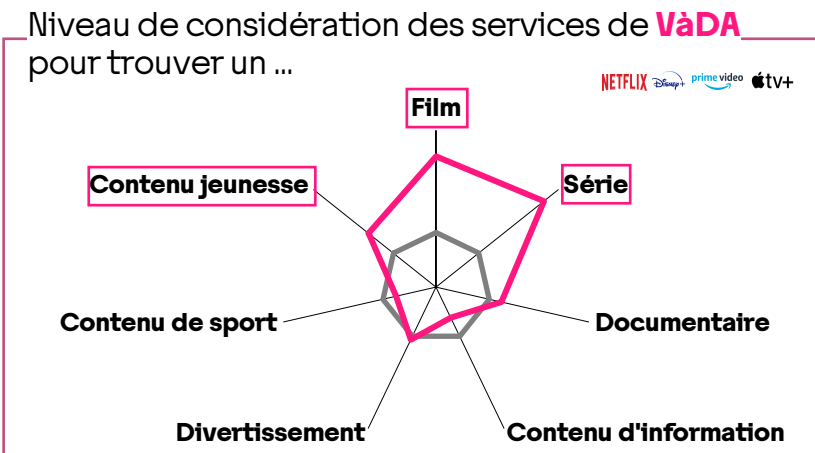 Niveau de considération des services de VàDA
pour trouver un ...
NETFLIX Disney+ prime video tv+
Film
Contenu jeunesse
Série
Contenu de sport
Documentaire
Divertissement
Contenu d'information